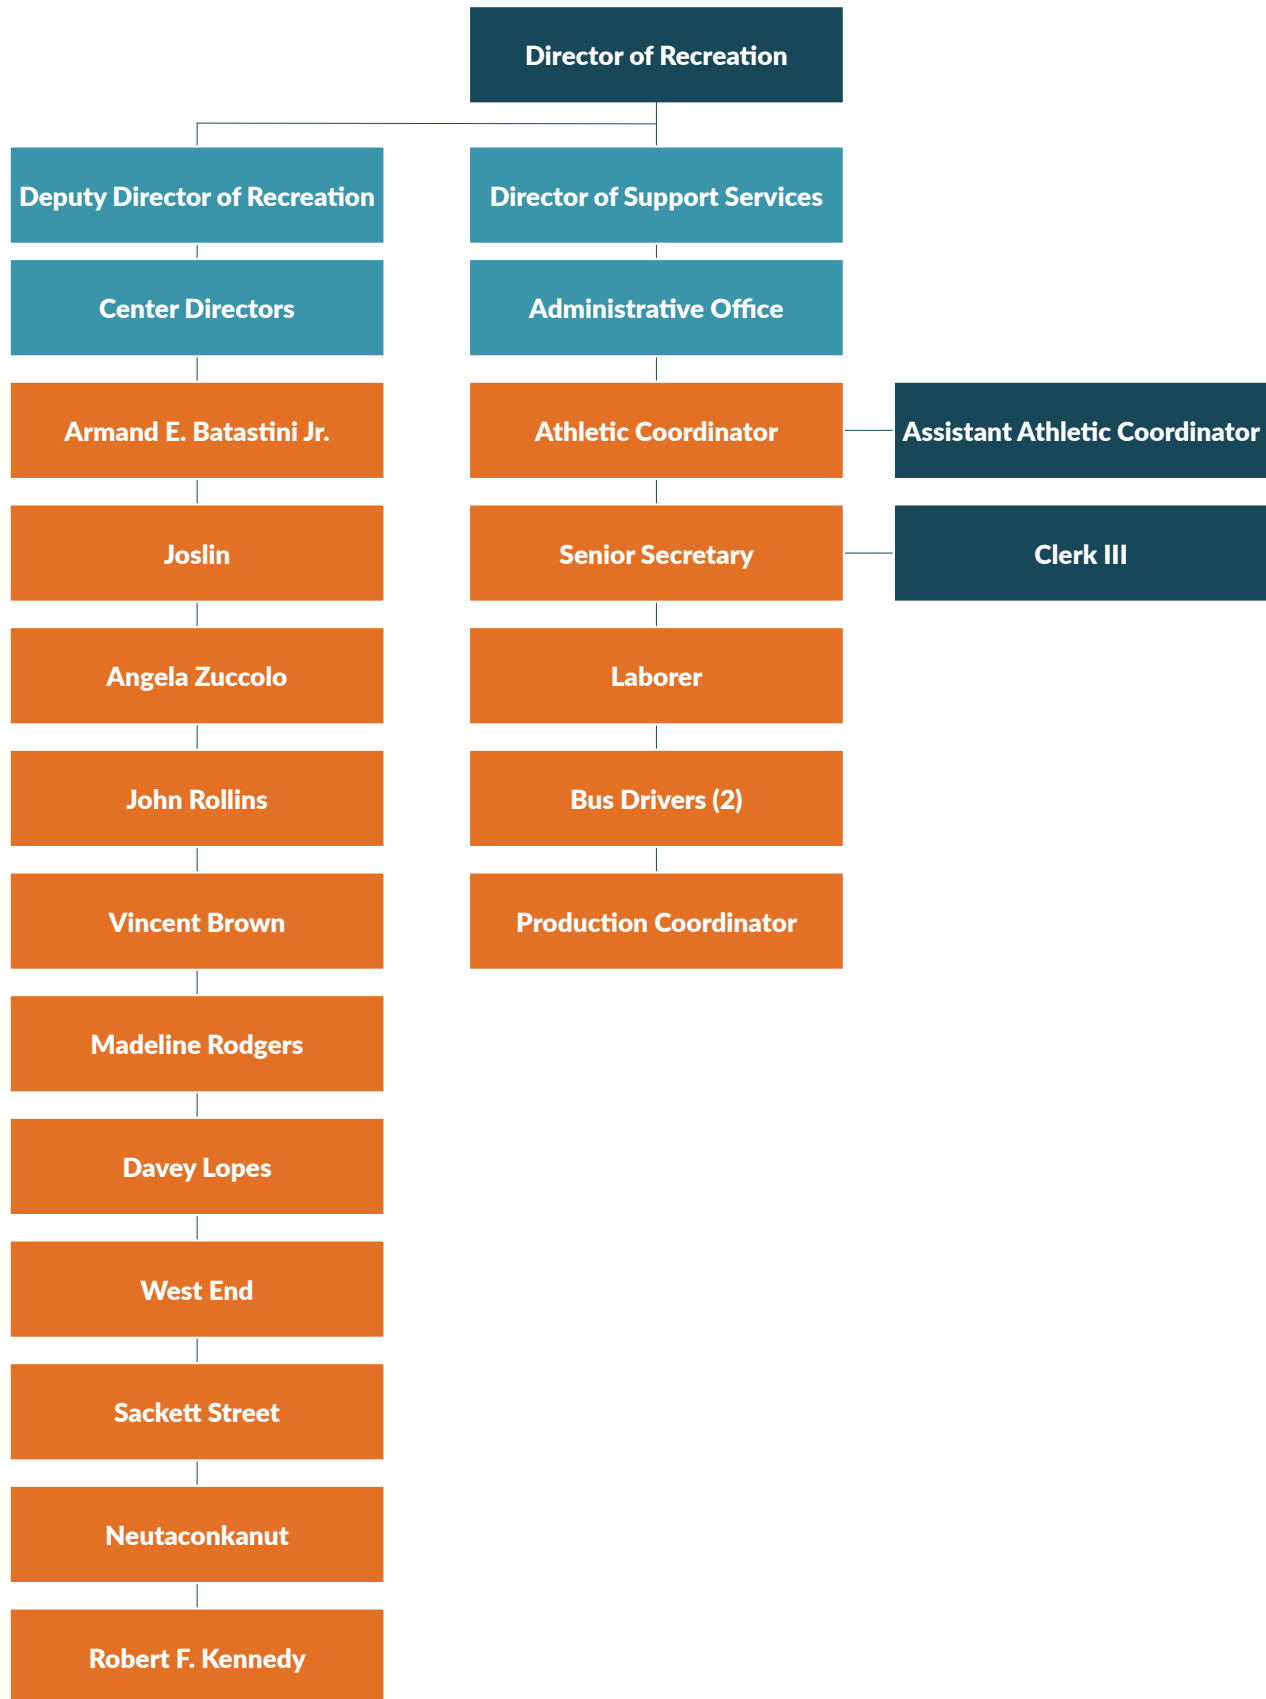 Director of Recreation
Deputy Director of Recreation
Director of Support Services
Center Directors
Administrative Office
Armand E. Batastini Jr.
Athletic Coordinator
Assistant Athletic Coordinator
Joslin
Senior Secretary
Clerk III
Angela Zuccolo
Laborer
John Rollins
Bus Drivers (2)
Vincent Brown
Production Coordinator
Madeline Rodgers
Davey Lopes
West End
Sackett Street
Neutaconkanut
Robert F. Kennedy